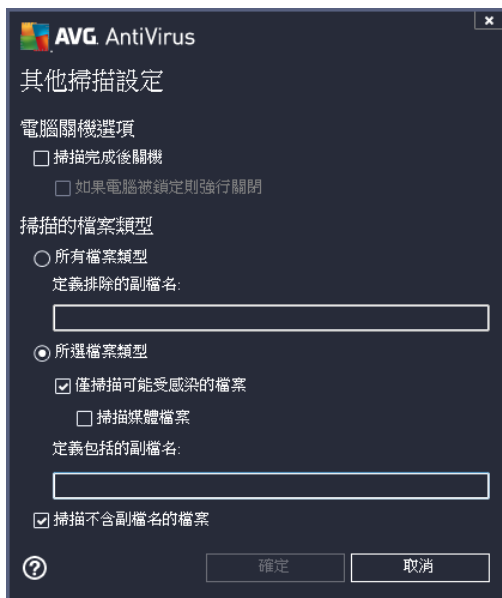 AVG. AntiVirus
其他掃描設定
電腦關機選項
掃描完成後關機
如果電腦被鎖定則強行關閉
掃描的檔案類型
所有檔案類型
定義排除的副檔名:
所選檔案類型
僅掃描可能受感染的檔案
掃描媒體檔案
定義包括的副檔名:
掃描不含副檔名的檔案
確定 取消